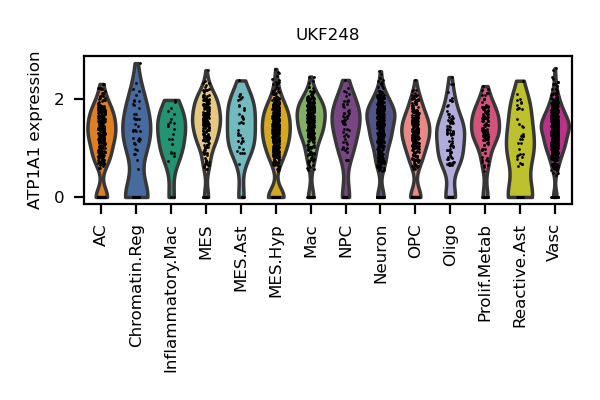 UKF248
ATP1A1 expression
2
0
AC
Chromatin.Reg
Inflammatory.Mac
MES
MES.Ast
MES.Hyp
Mac
NPC
Neuron
OPC
Oligo
Prolif.Metab
Reactive.Ast
Vasc